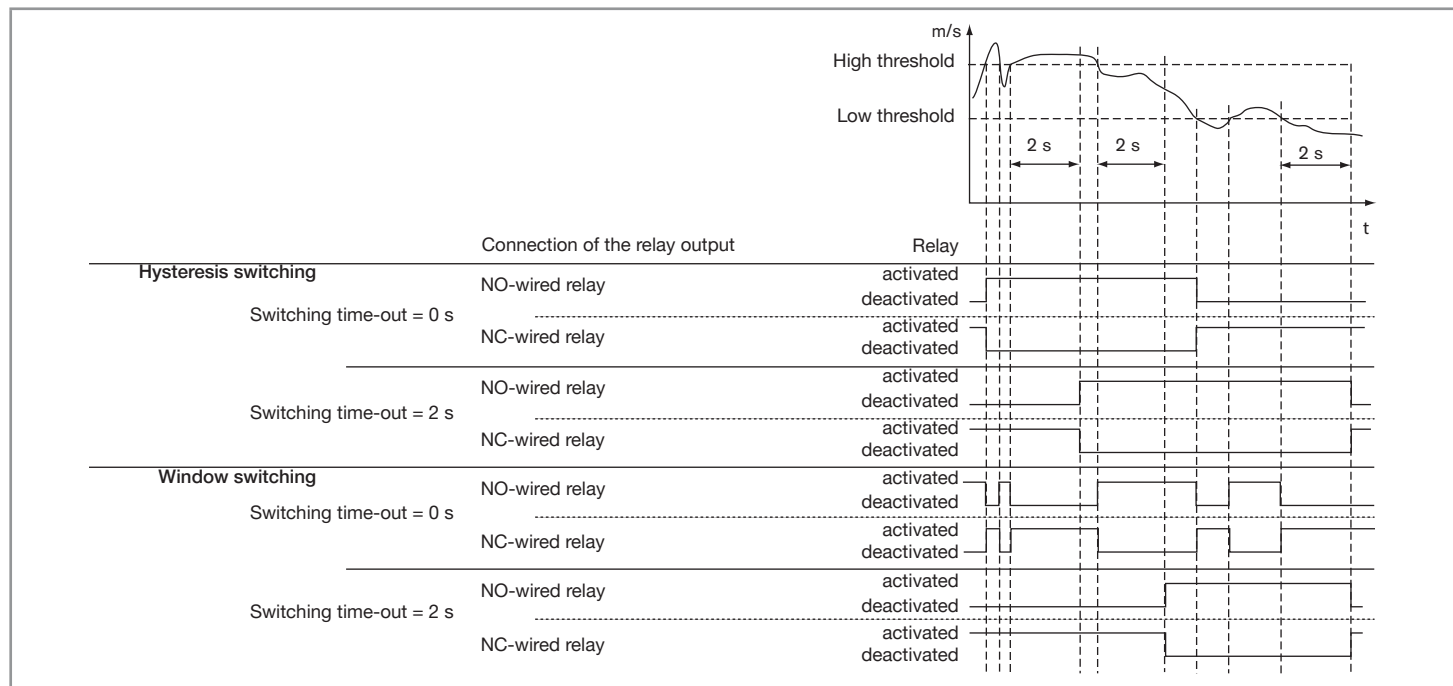 m/s
High threshold
Low threshold
2 s 2 s 2 s
t
Connection of the relay output Relay
Hysteresis switching
Switching time-out = 0 s
NO-wired relay activated
deactivated
NC-wired relay activated
deactivated
Switching time-out = 2 s
NO-wired relay activated
deactivated
NC-wired relay activated
deactivated
Window switching
Switching time-out = 0 s
NO-wired relay activated
deactivated
NC-wired relay activated
deactivated
Switching time-out = 2 s
NO-wired relay activated
deactivated
NC-wired relay activated
deactivated